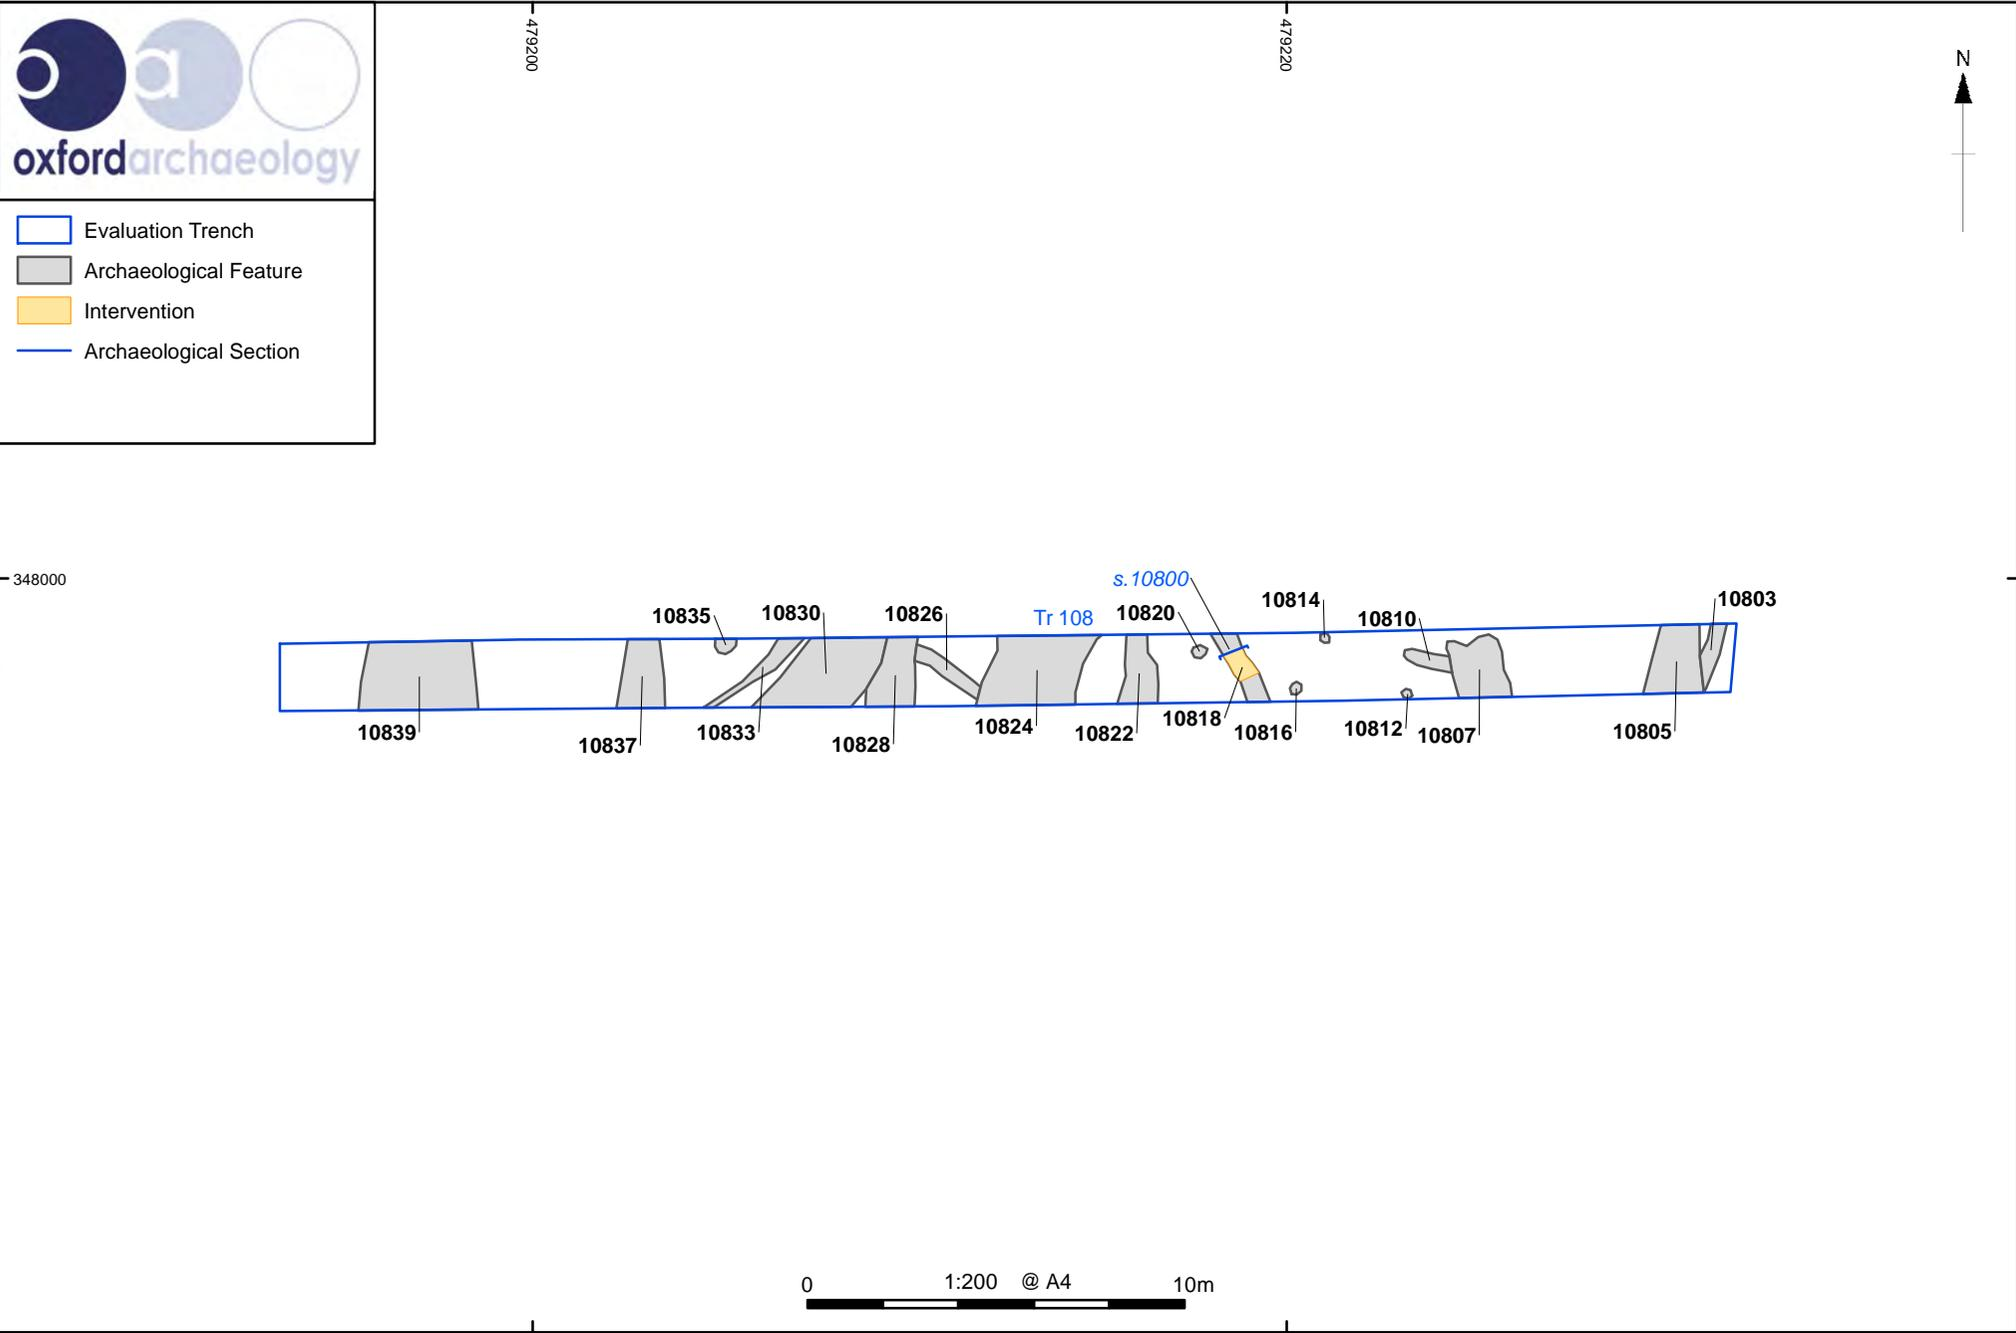 479200
479220
oa
oxfordarchaeology
N
Evaluation Trench
Archaeological Feature
Intervention
Archaeological Section
348000
s.10800
10814
10803
10835
10830
10826
Tr 108
10820
10810
10839
10837
10833
10828
10824
10822
10818
10816
10812
10807
10805
0
1:200 @ A4
10m